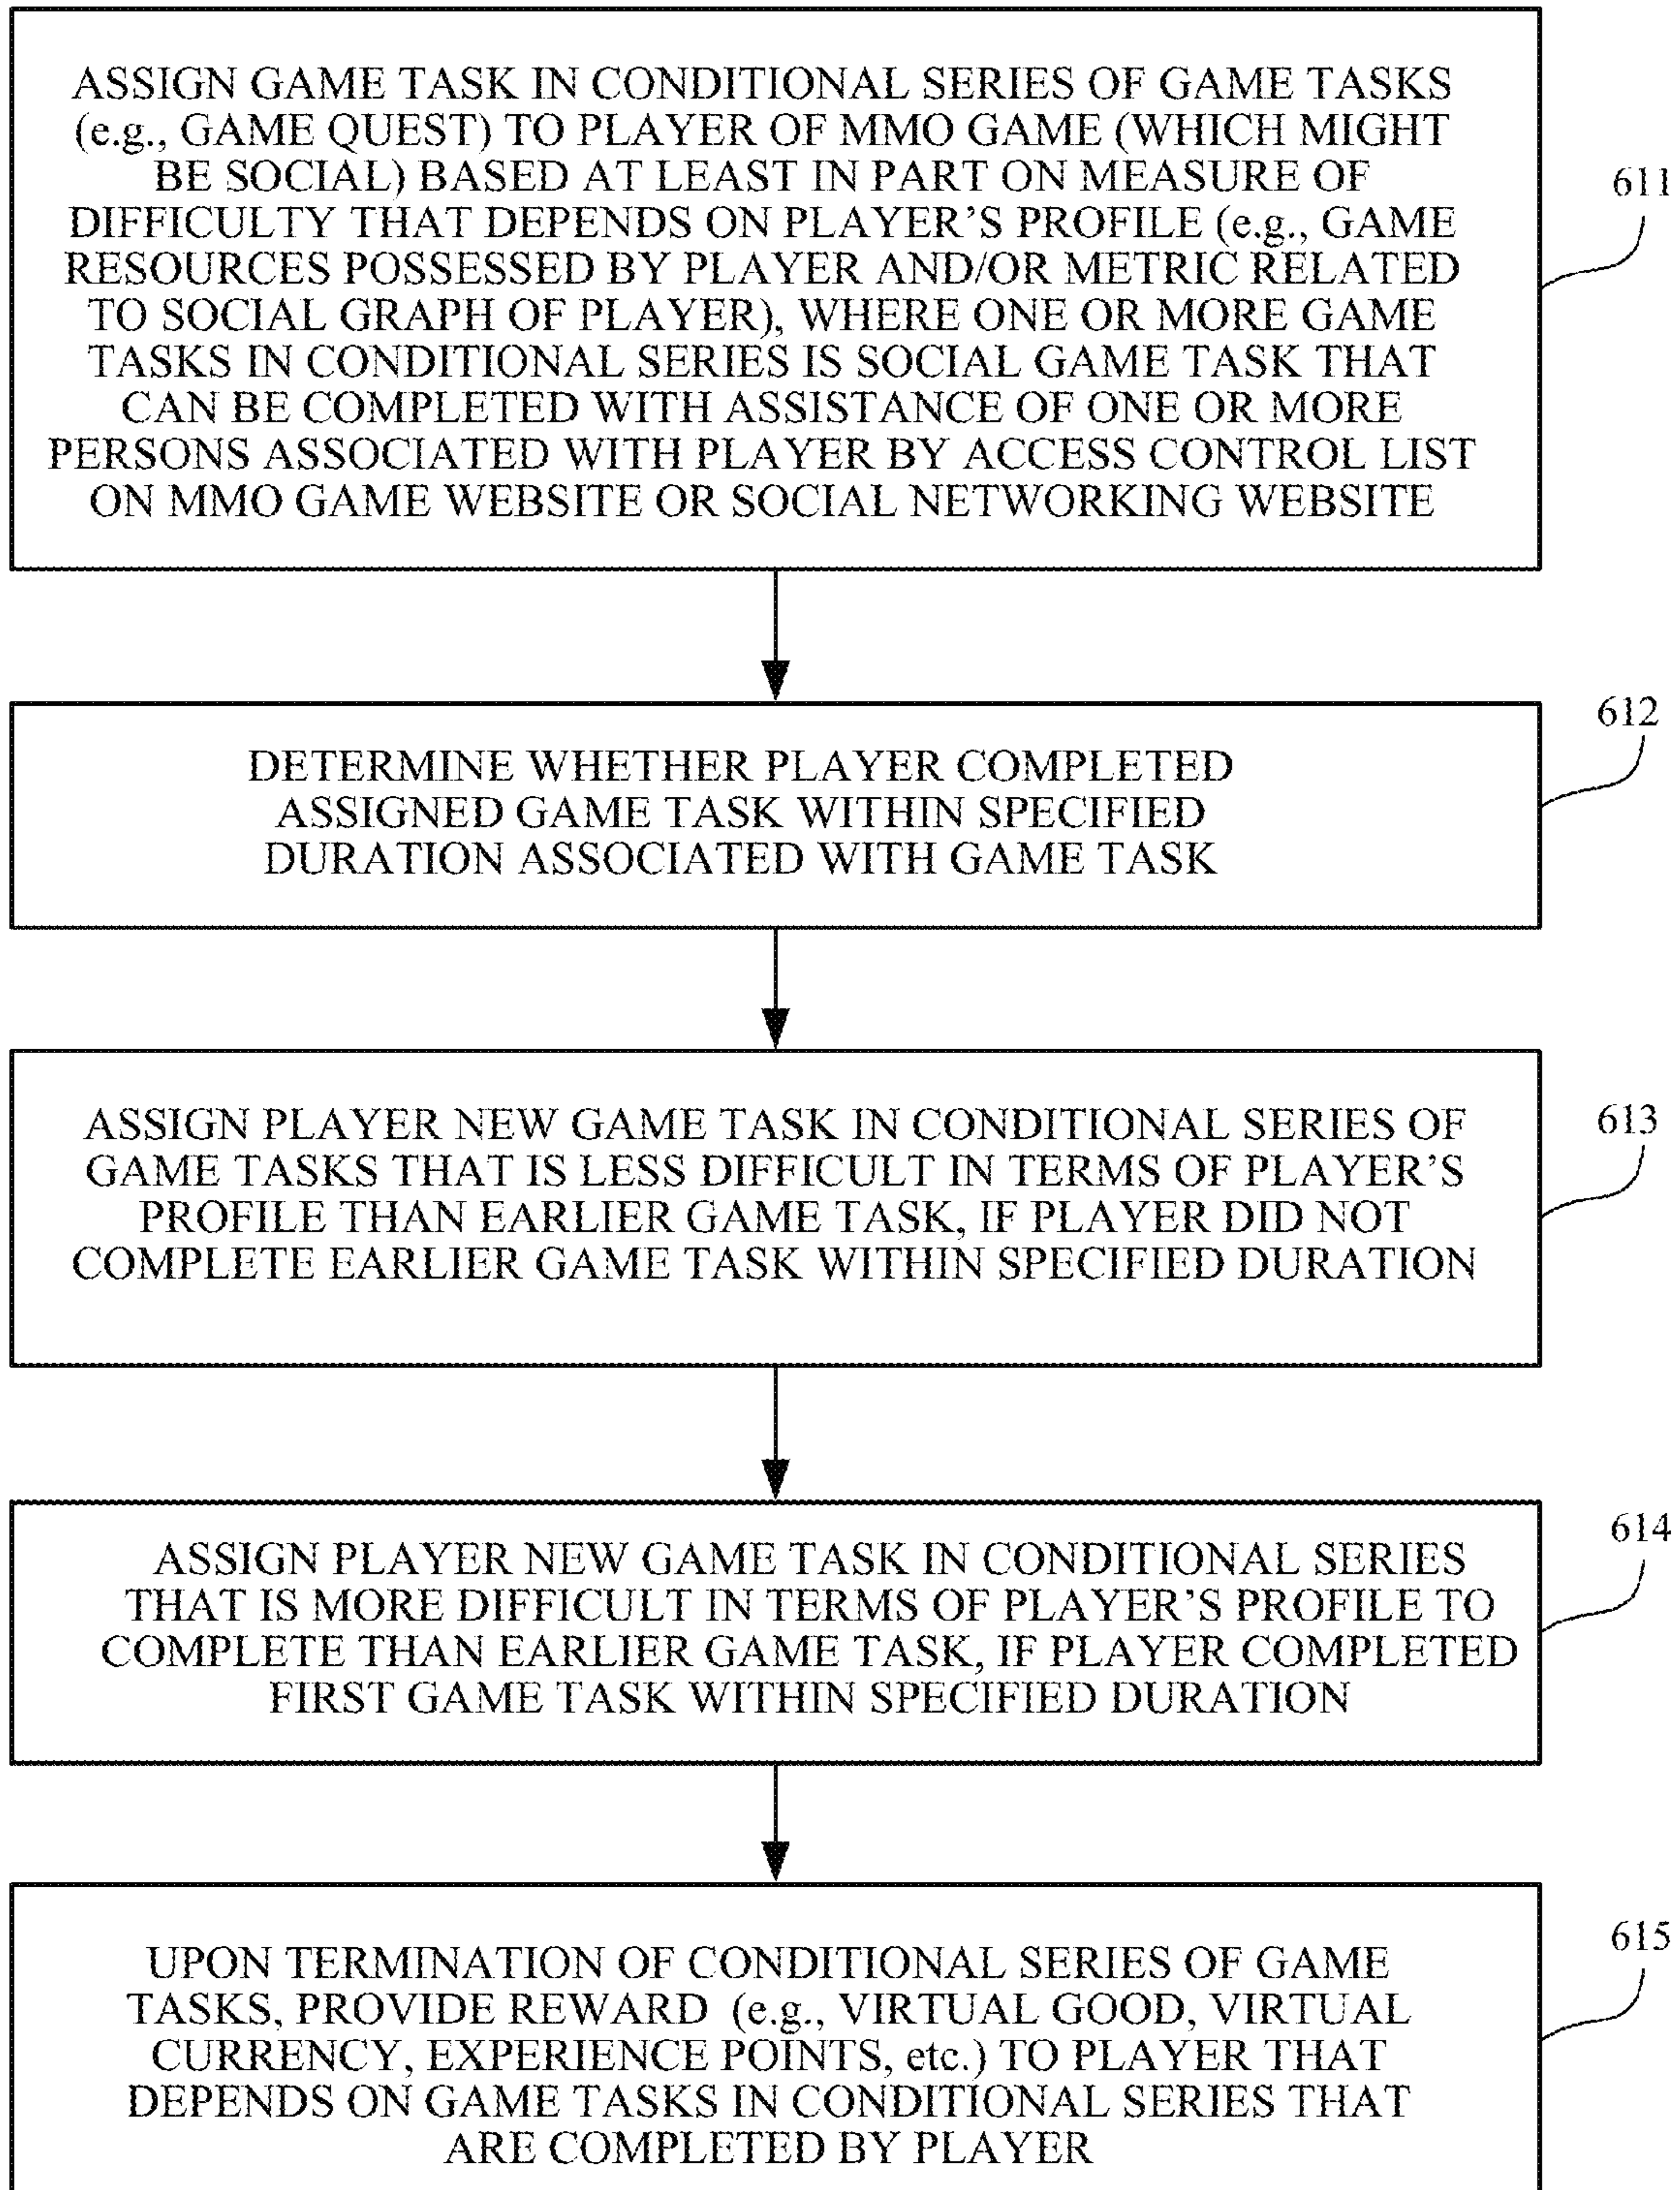 ASSIGN GAME TASK IN CONDITIONAL SERIES OF GAME TASKS
(e.g., GAME QUEST) TO PLAYER OF MMO GAME (WHICH MIGHT
BE SOCIAL) BASED AT LEAST IN PART ON MEASURE OF
DIFFICULTY THAT DEPENDS ON PLAYER'S PROFILE (e.g., GAME
RESOURCES POSSESSED BY PLAYER AND/OR METRIC RELATED
TO SOCIAL GRAPH OF PLAYER), WHERE ONE OR MORE GAME
TASKS IN CONDITIONAL SERIES IS SOCIAL GAME TASK THAT
CAN BE COMPLETED WITH ASSISTANCE OF ONE OR MORE
PERSONS ASSOCIATED WITH PLAYER BY ACCESS CONTROL LIST
ON MMO GAME WEBSITE OR SOCIAL NETWORKING WEBSITE
611
DETERMINE WHETHER PLAYER COMPLETED
ASSIGNED GAME TASK WITHIN SPECIFIED
DURATION ASSOCIATED WITH GAME TASK
612
ASSIGN PLAYER NEW GAME TASK IN CONDITIONAL SERIES OF
GAME TASKS THAT IS LESS DIFFICULT IN TERMS OF PLAYER'S
PROFILE THAN EARLIER GAME TASK, IF PLAYER DID NOT
COMPLETE EARLIER GAME TASK WITHIN SPECIFIED DURATION
613
ASSIGN PLAYER NEW GAME TASK IN CONDITIONAL SERIES
THAT IS MORE DIFFICULT IN TERMS OF PLAYER'S PROFILE TO
COMPLETE THAN EARLIER GAME TASK, IF PLAYER COMPLETED
FIRST GAME TASK WITHIN SPECIFIED DURATION
614
UPON TERMINATION OF CONDITIONAL SERIES OF GAME
TASKS, PROVIDE REWARD (e.g., VIRTUAL GOOD, VIRTUAL
CURRENCY, EXPERIENCE POINTS, etc.) TO PLAYER THAT
DEPENDS ON GAME TASKS IN CONDITIONAL SERIES THAT
ARE COMPLETED BY PLAYER
615